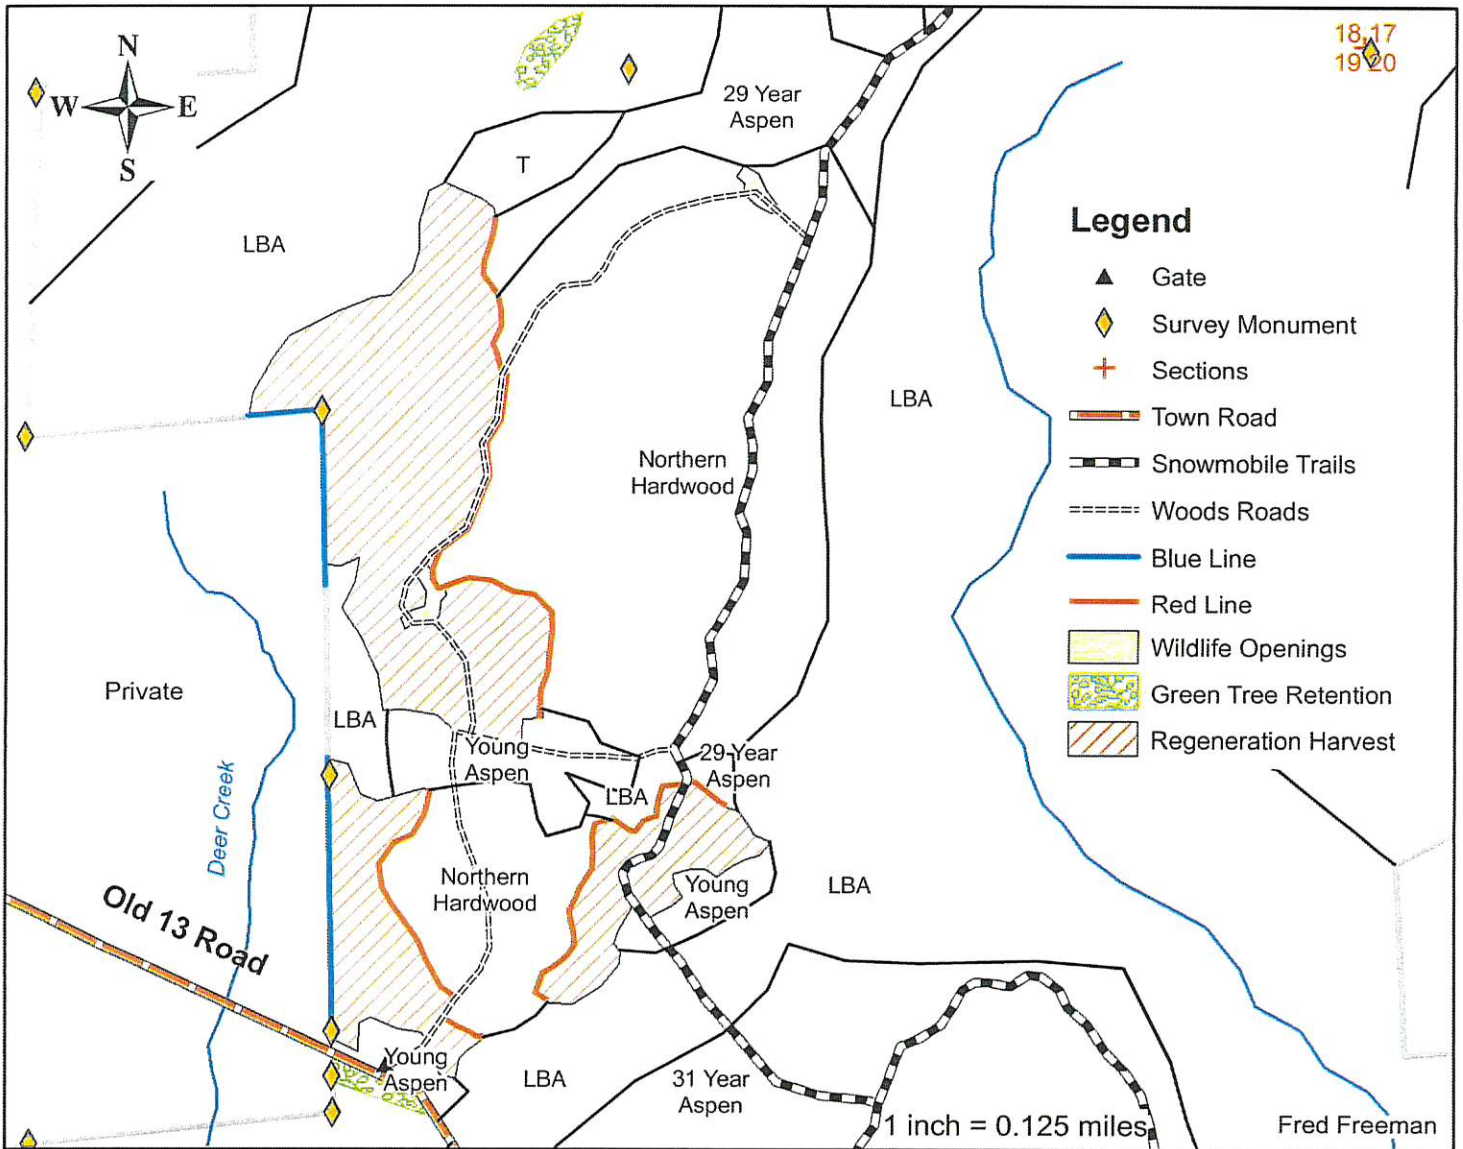 N
W E
S
18 17
19 20
29 Year
Aspen
T
LBA
Legend
Gate
Survey Monument
Sections
Town Road
Snowmobile Trails
Woods Roads
Blue Line
Red Line
Wildlife Openings
Green Tree Retention
Regeneration Harvest
LBA
Northern
Hardwood
Private
LBA
Young
Aspen
29 Year
Aspen
LBA
Deer Creek
Northern
Hardwood
Young
Aspen
LBA
Old 13 Road
Young
Aspen
LBA
31 Year
Aspen
1 inch = 0.125 miles
Fred Freeman